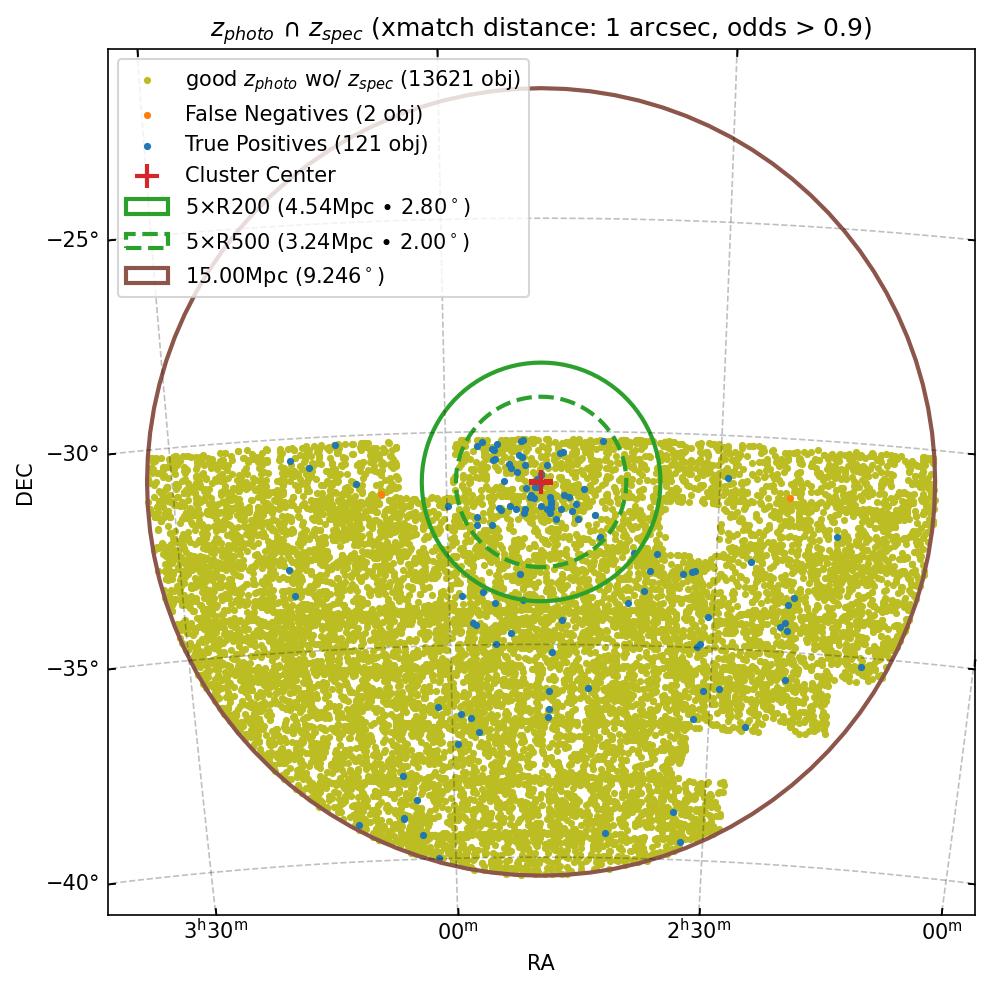 z_photo ∩ z_spec (xmatch distance: 1 arcsec, odds > 0.9)
good z_photo wo/ z_spec (13621 obj)
False Negatives (2 obj)
True Positives (121 obj)
Cluster Center
5×R200 (4.54Mpc • 2.80°)
5×R500 (3.24Mpc • 2.00°)
15.00Mpc (9.246°)
−25°
−30°
−35°
−40°
DEC
3h30m
00m
2h30m
00m
RA